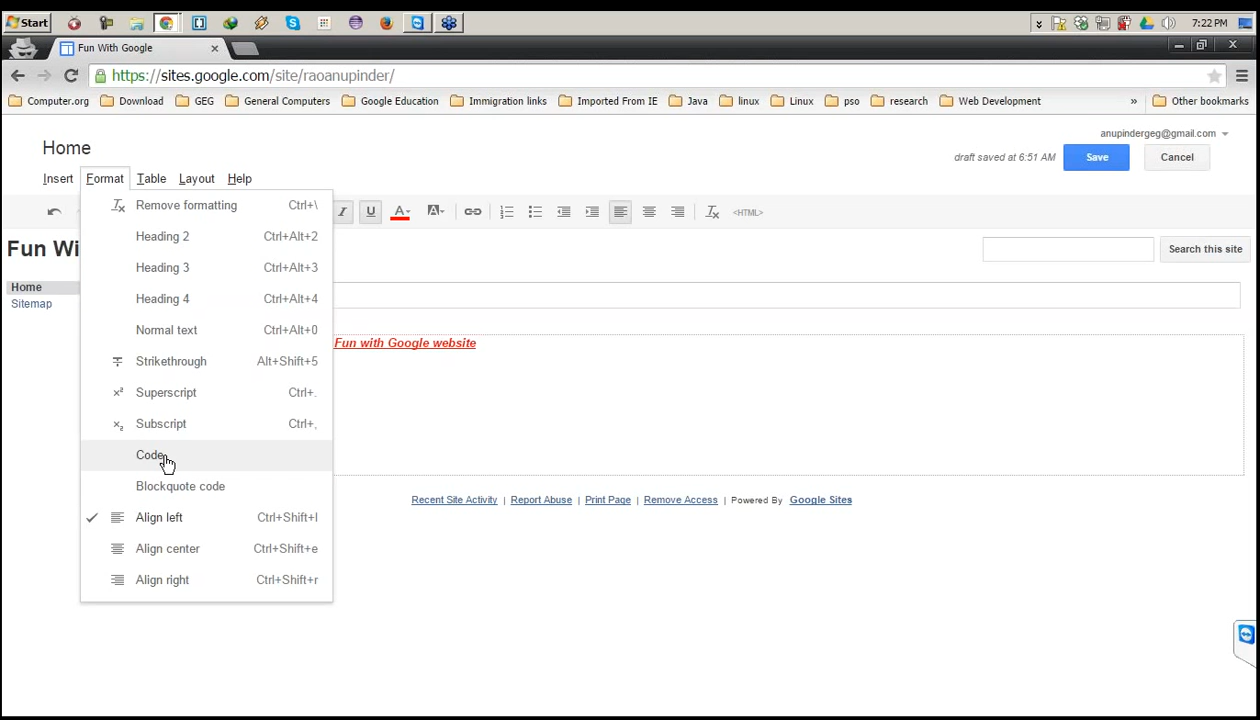 Start
7:22 PM
Fun With Google
https://sites.google.com/site/raoanupinder/
Computer.org Download GEG General Computers Google Education Immigration links Imported From IE Java linux Linux pso research Web Development » Other bookmarks
anupindergeg@gmail.com
Home
draft saved at 6:51 AM Save Cancel
Insert Format Table Layout Help
Remove formatting Ctrl+\
<HTML>
Heading 2 Ctrl+Alt+2
Fun Wi
Search this site
Heading 3 Ctrl+Alt+3
Home
Sitemap
Heading 4 Ctrl+Alt+4
Normal text Ctrl+Alt+0
Fun with Google website
Strikethrough Alt+Shift+5
Superscript Ctrl+.
Subscript Ctrl+,
Code
Blockquote code
Recent Site Activity | Report Abuse | Print Page | Remove Access | Powered By Google Sites
Align left Ctrl+Shift+l
Align center Ctrl+Shift+e
Align right Ctrl+Shift+r